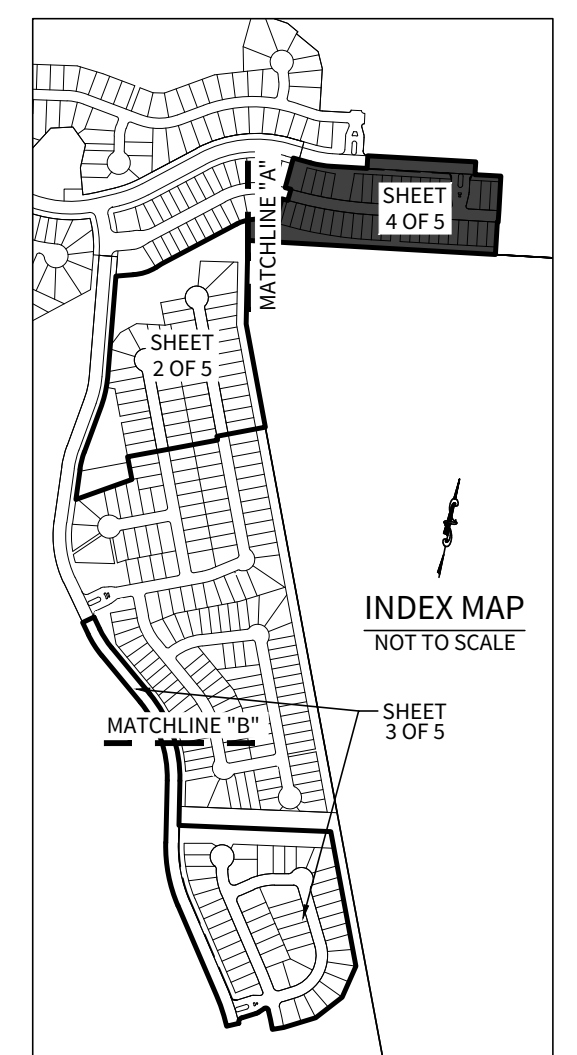 MATCHLINE "A"
SHEET
4 OF 5
SHEET
2 OF 5
INDEX MAP
NOT TO SCALE
SHEET
3 OF 5
MATCHLINE "B"